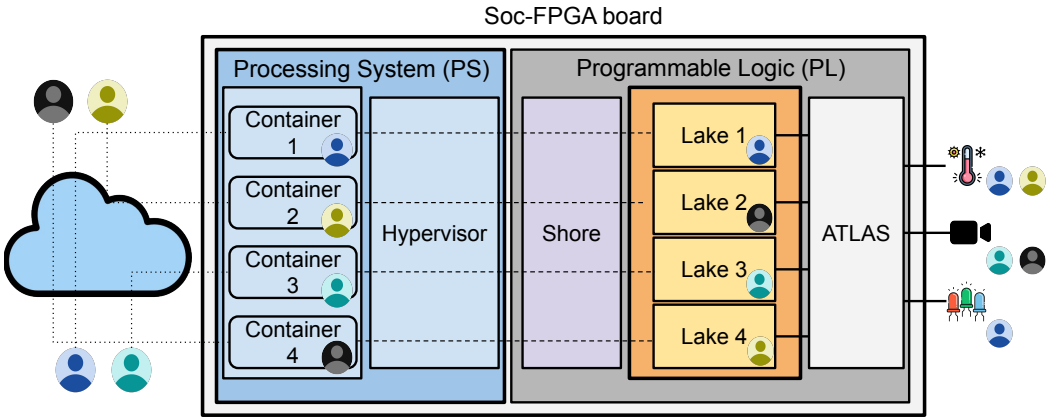 Soc-FPGA board
Processing System (PS)
Programmable Logic (PL)
Container
1
Container
2
Container
3
Container
4
Hypervisor
Shore
Lake 1
Lake 2
Lake 3
Lake 4
ATLAS